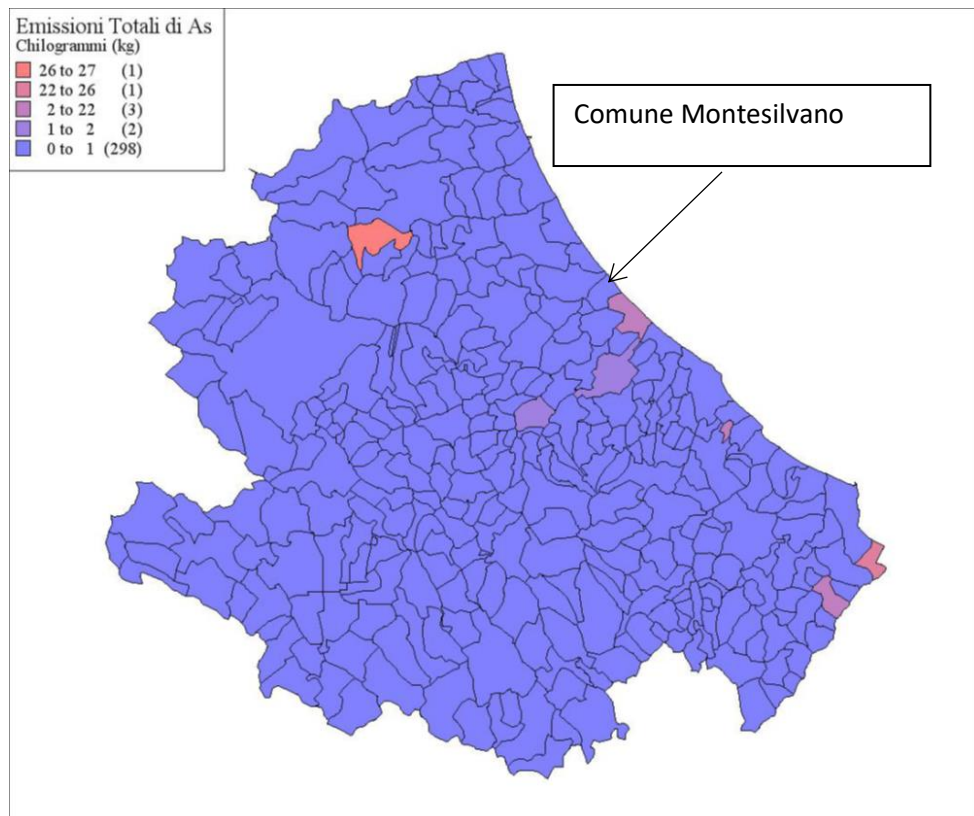 Emissioni Totali di As
Chilogrammi (kg)
26 to 27 (1)
22 to 26 (1)
2 to 22 (3)
1 to 2 (2)
0 to 1 (298)
Comune Montesilvano